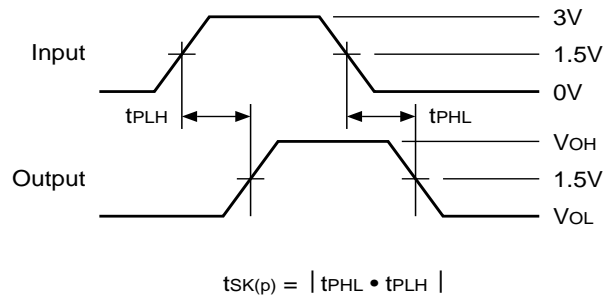 3V
Input
1.5V
0V
tPLH
tPHL
VOH
Output
1.5V
VOL
tSK(p) = | tPHL • tPLH |